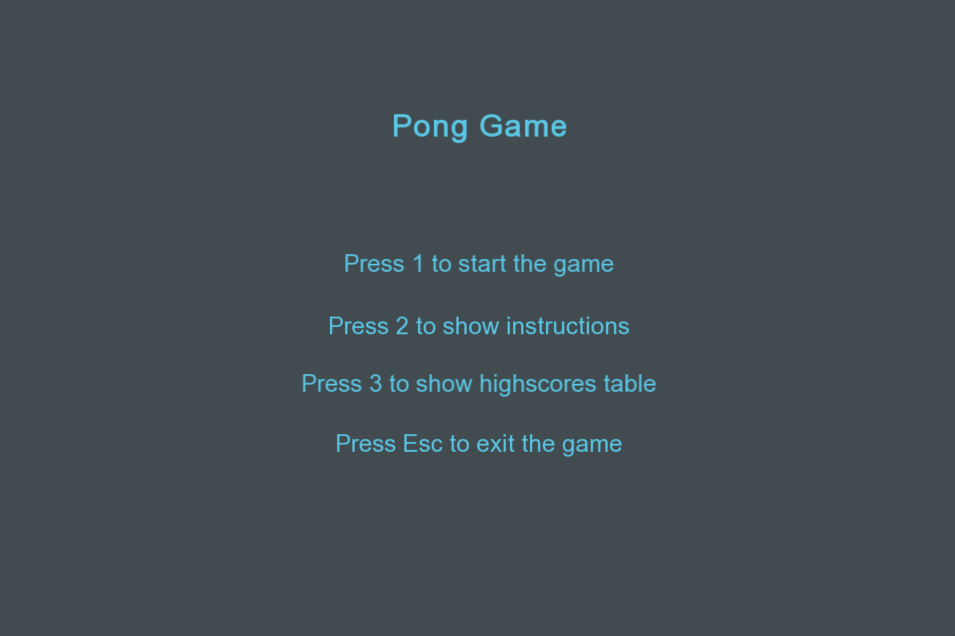 Pong Game
Press 1 to start the game
Press 2 to show instructions
Press 3 to show highscores table
Press Esc to exit the game